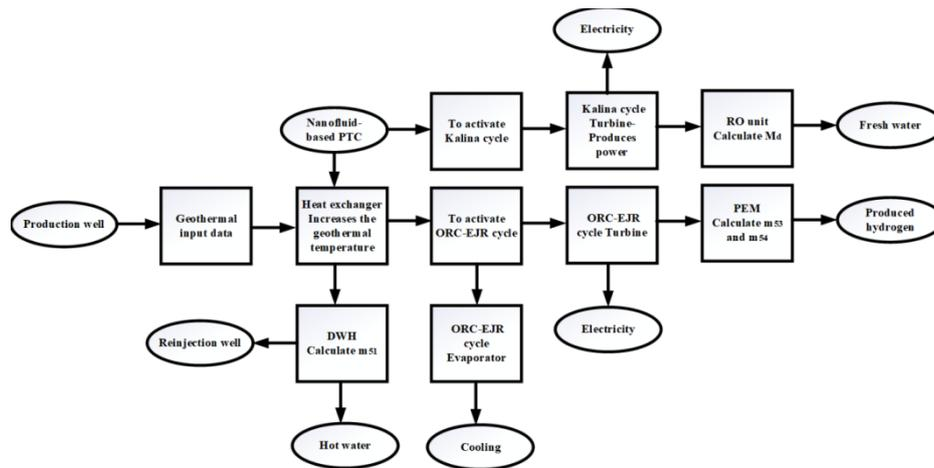 Electricity
Nanofluid-
based PTC
To activate
Kalina cycle
Kalina cycle
Turbine-
Produces
power
RO unit
Calculate Md
Fresh water
Production well
Geothermal
input data
Heat exchanger
Increases the
geothermal
temperature
To activate
ORC-EJR cycle
ORC-EJR
cycle Turbine
PEM
Calculate m53
and m54
Produced
hydrogen
Reinjection well
DWH
Calculate m51
ORC-EJR
cycle
Evaporator
Electricity
Hot water
Cooling